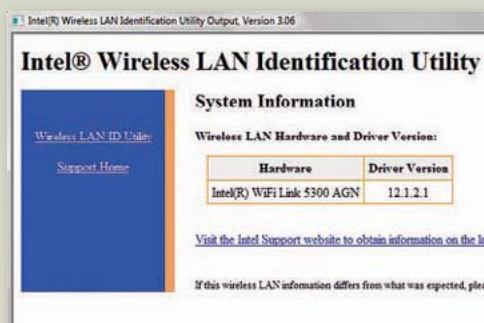 Intel(R) Wireless LAN Identification Utility Output, Version 3.06
Intel® Wireless LAN Identification Utility
System Information
Wireless LAN ID Utility
Support Home
Wireless LAN Hardware and Driver Version:
Hardware Driver Version
Intel(R) WiFi Link 5300 AGN 12.1.2.1
Visit the Intel Support website to obtain information on the
If this wireless LAN information differs from what was expected,